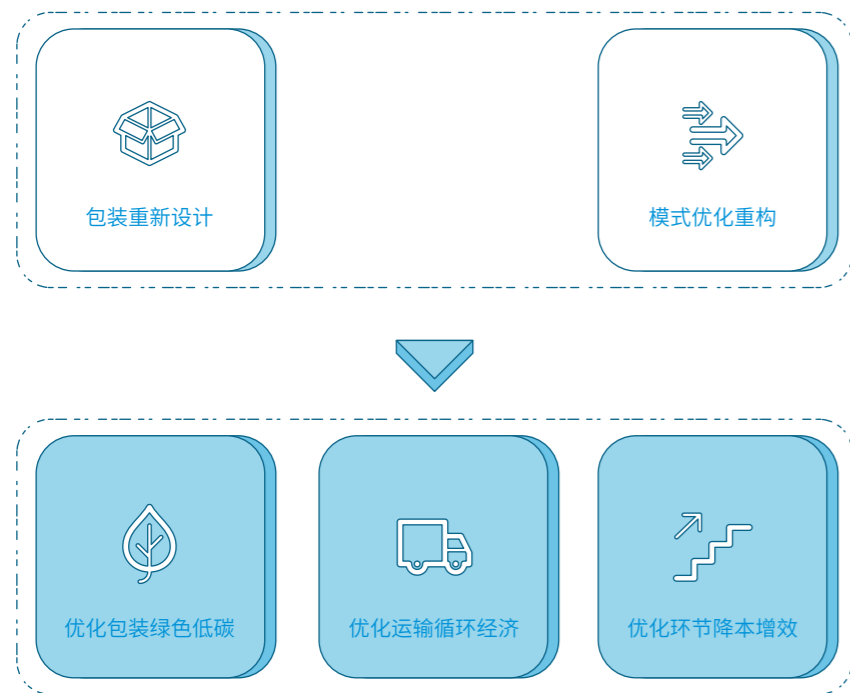 包装重新设计
模式优化重构
优化包装绿色低碳
优化运输循环经济
优化环节降本增效